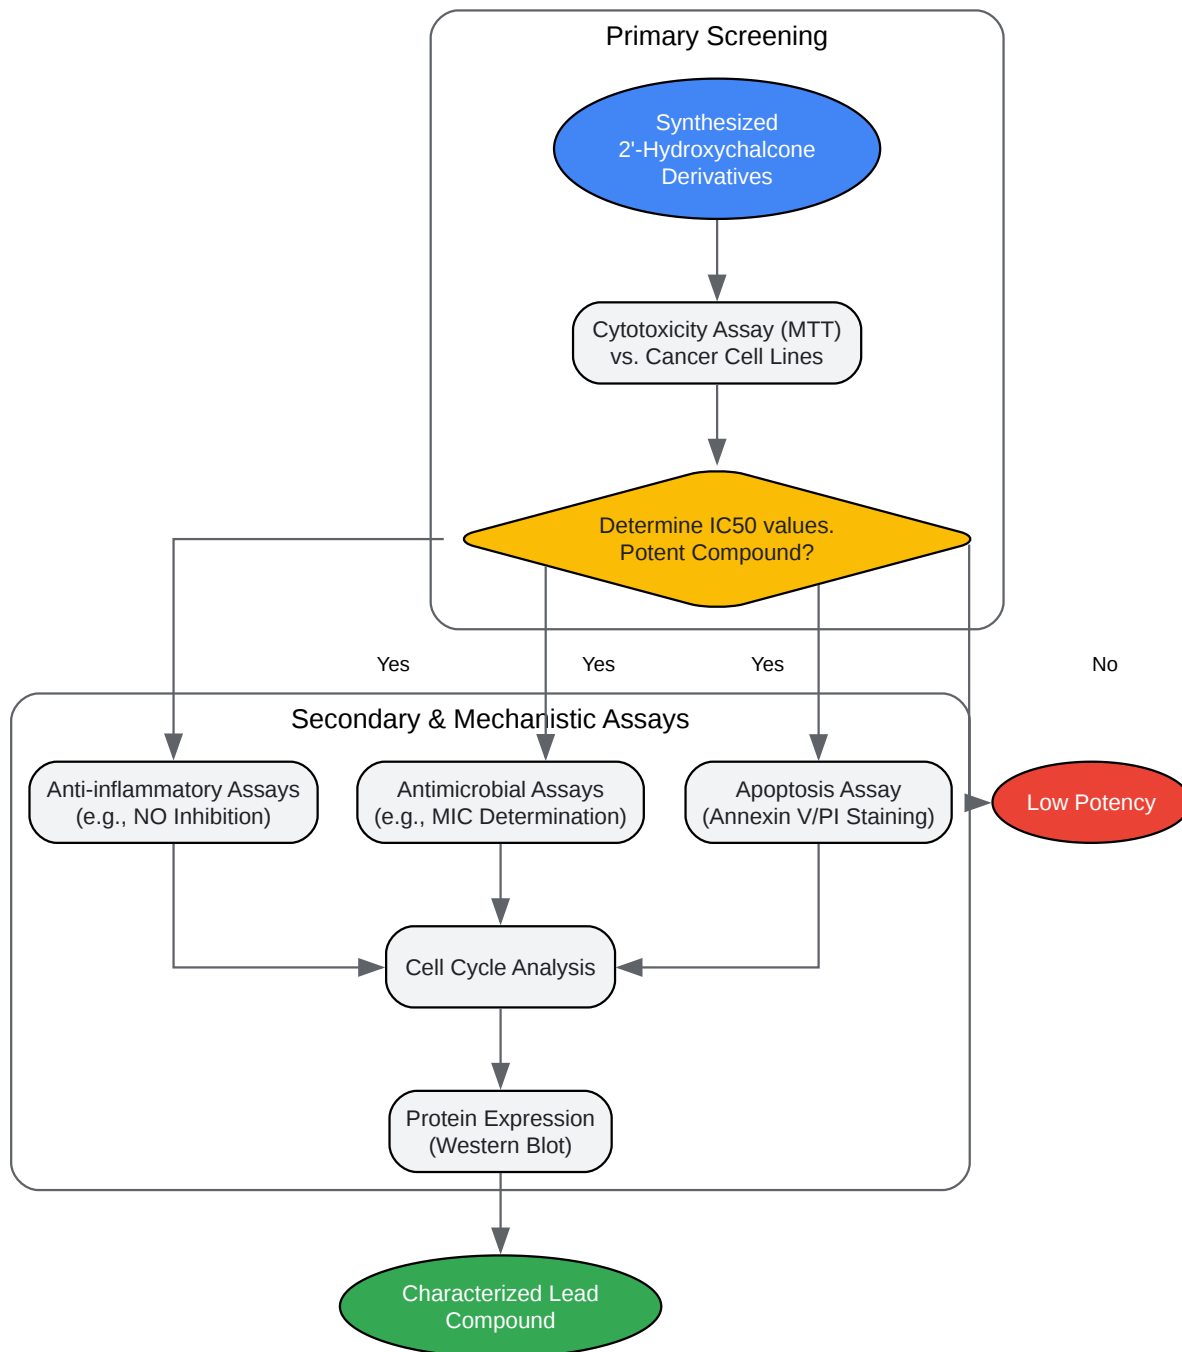 Primary Screening
Synthesized
2'-Hydroxychalcone
Derivatives
Cytotoxicity Assay (MTT)
vs. Cancer Cell Lines
Determine IC50 values.
Potent Compound?
Yes
Yes
Yes
No
Secondary & Mechanistic Assays
Anti-inflammatory Assays
(e.g., NO Inhibition)
Antimicrobial Assays
(e.g., MIC Determination)
Apoptosis Assay
(Annexin V/PI Staining)
Low Potency
Cell Cycle Analysis
Protein Expression
(Western Blot)
Characterized Lead
Compound